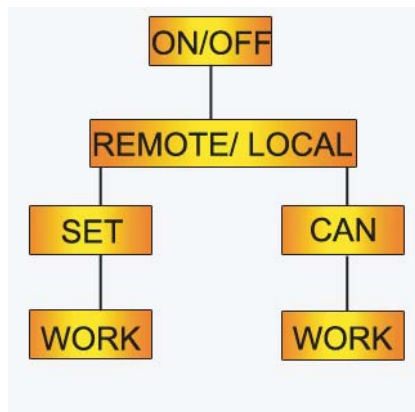 ON/OFF
REMOTE/ LOCAL
SET
CAN
WORK
WORK